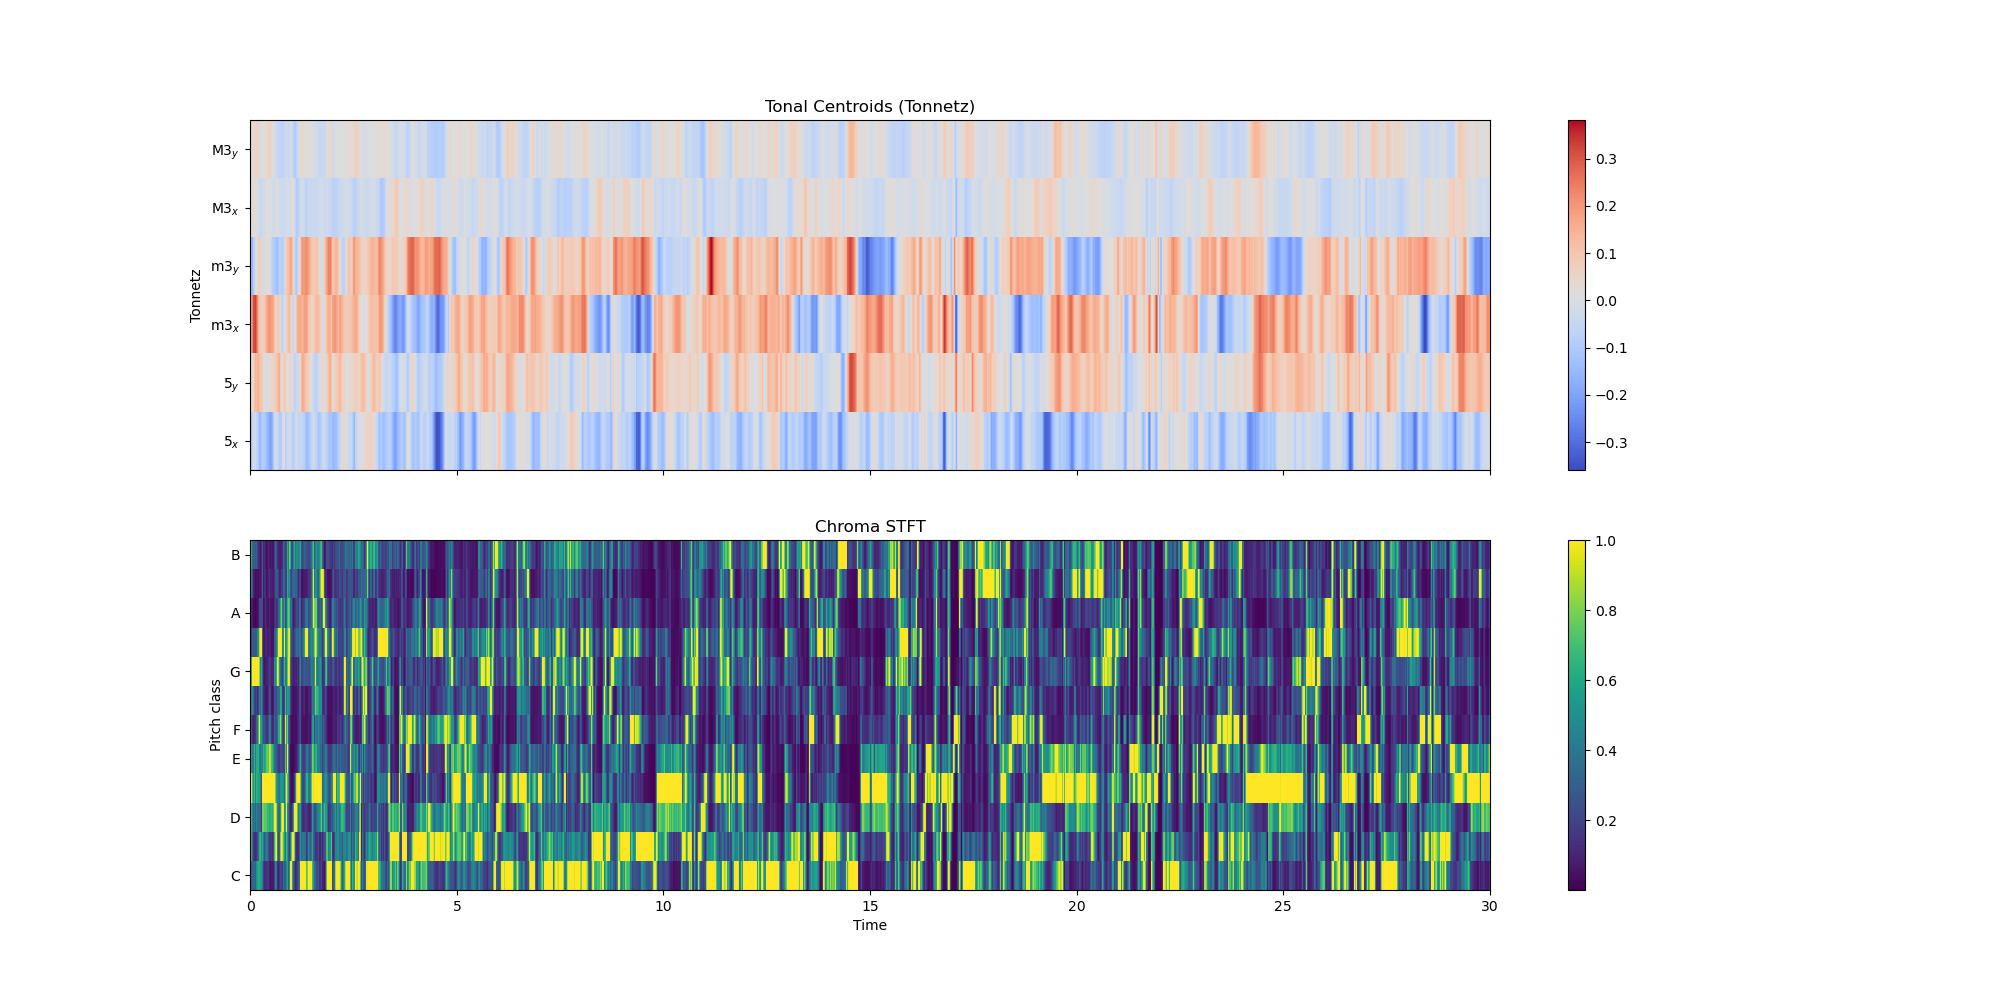 Tonal Centroids (Tonnetz)
Tonnetz
M3y
M3x
m3y
m3x
5y
5x
0.3
0.2
0.1
0.0
−0.1
−0.2
−0.3
Chroma STFT
Pitch class
B
A
G
F
E
D
C
0 5 10 15 20 25 30
Time
1.0
0.8
0.6
0.4
0.2